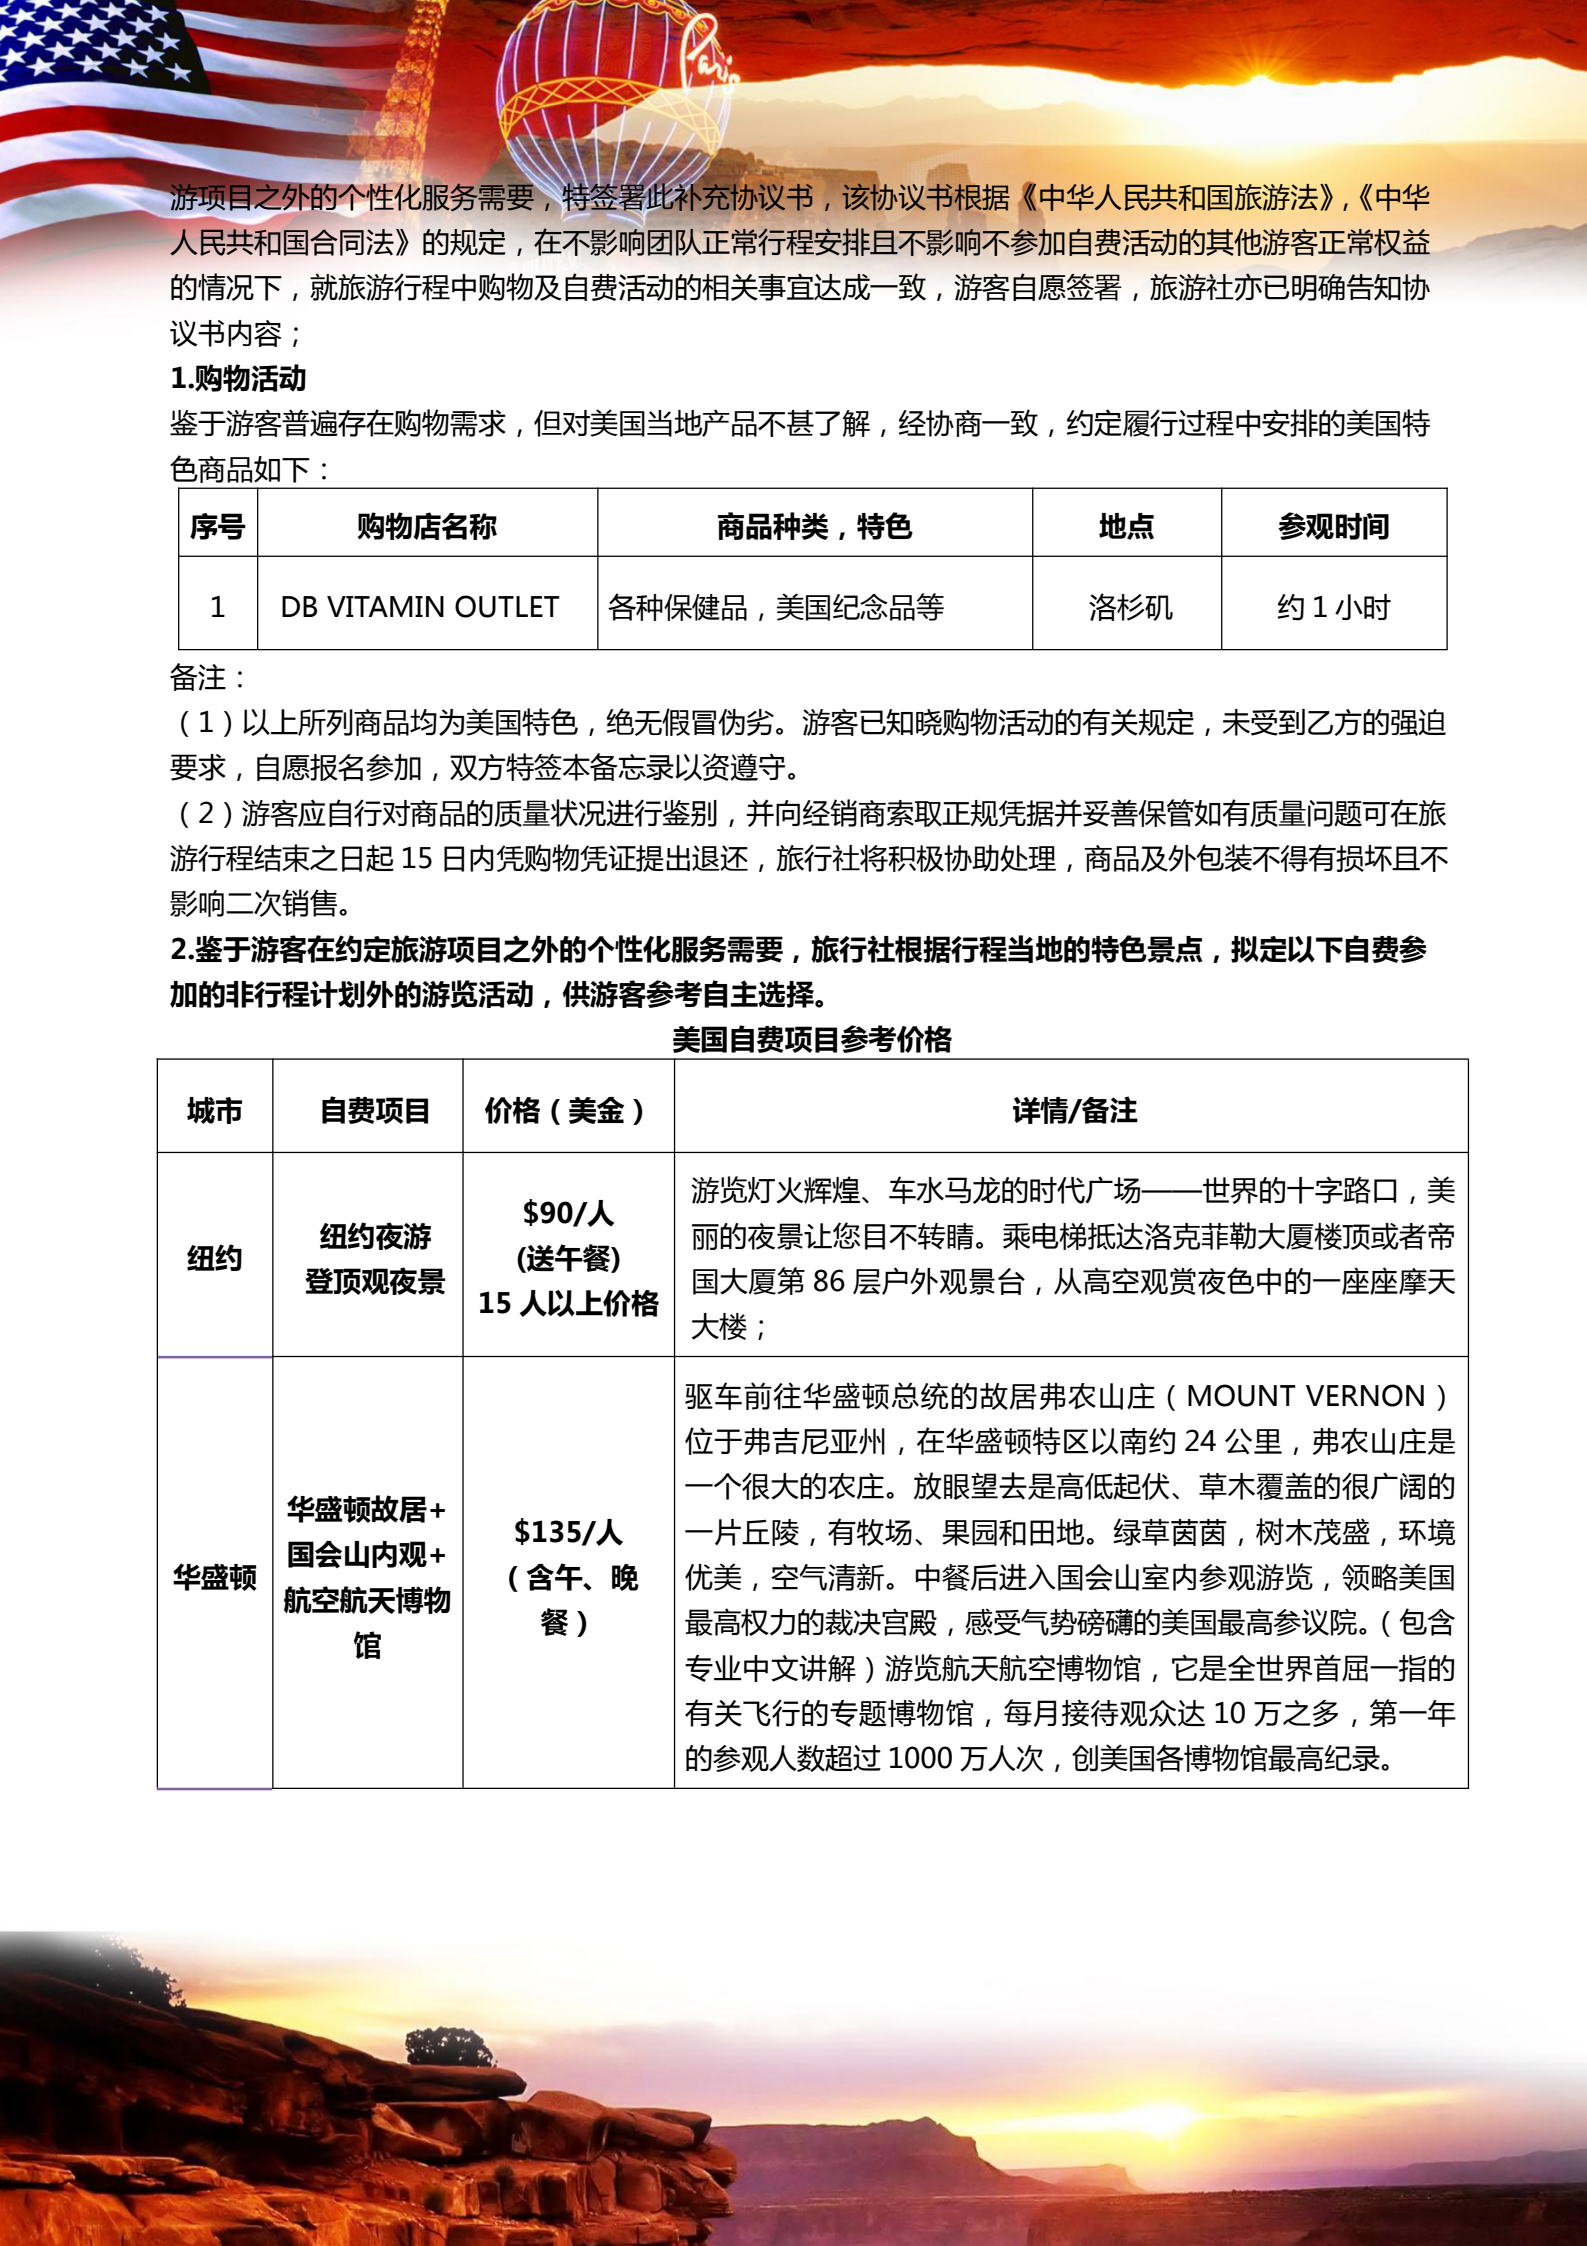 Paris
游项目之外的个性化服务需要，特签署此补充协议书，该协议书根据《中华人民共和国旅游法》,《中华
人民共和国合同法》的规定，在不影响团队正常行程安排且不影响不参加自费活动的其他游客正常权益
的情况下，就旅游行程中购物及自费活动的相关事宜达成一致，游客自愿签署，旅游社亦已明确告知协
议书内容；
1.购物活动
鉴于游客普遍存在购物需求，但对美国当地产品不甚了解，经协商一致，约定履行过程中安排的美国特
色商品如下：
序号 购物店名称 商品种类，特色 地点 参观时间
1 DB VITAMIN OUTLET 各种保健品，美国纪念品等 洛杉矶 约 1 小时
备注：
（1）以上所列商品均为美国特色，绝无假冒伪劣。游客已知晓购物活动的有关规定，未受到乙方的强迫
要求，自愿报名参加，双方特签本备忘录以资遵守。
（2）游客应自行对商品的质量状况进行鉴别，并向经销商索取正规凭据并妥善保管如有质量问题可在旅
游行程结束之日起 15 日内凭购物凭证提出退还，旅行社将积极协助处理，商品及外包装不得有损坏且不
影响二次销售。
2.鉴于游客在约定旅游项目之外的个性化服务需要，旅行社根据行程当地的特色景点，拟定以下自费参
加的非行程计划外的游览活动，供游客参考自主选择。
美国自费项目参考价格
城市 自费项目 价格（美金） 详情/备注
纽约
纽约夜游
登顶观夜景
$90/人
(送午餐)
15 人以上价格
游览灯火辉煌、车水马龙的时代广场——世界的十字路口，美
丽的夜景让您目不转睛。乘电梯抵达洛克菲勒大厦楼顶或者帝
国大厦第 86 层户外观景台，从高空观赏夜色中的一座座摩天
大楼；
华盛顿
华盛顿故居+
国会山内观+
航空航天博物
馆
$135/人
（含午、晚
餐）
驱车前往华盛顿总统的故居弗农山庄（MOUNT VERNON）
位于弗吉尼亚州，在华盛顿特区以南约 24 公里，弗农山庄是
一个很大的农庄。放眼望去是高低起伏、草木覆盖的很广阔的
一片丘陵，有牧场、果园和田地。绿草茵茵，树木茂盛，环境
优美，空气清新。中餐后进入国会山室内参观游览，领略美国
最高权力的裁决宫殿，感受气势磅礴的美国最高参议院。（包含
专业中文讲解）游览航天航空博物馆，它是全世界首屈一指的
有关飞行的专题博物馆，每月接待观众达 10 万之多，第一年
的参观人数超过 1000 万人次，创美国各博物馆最高纪录。